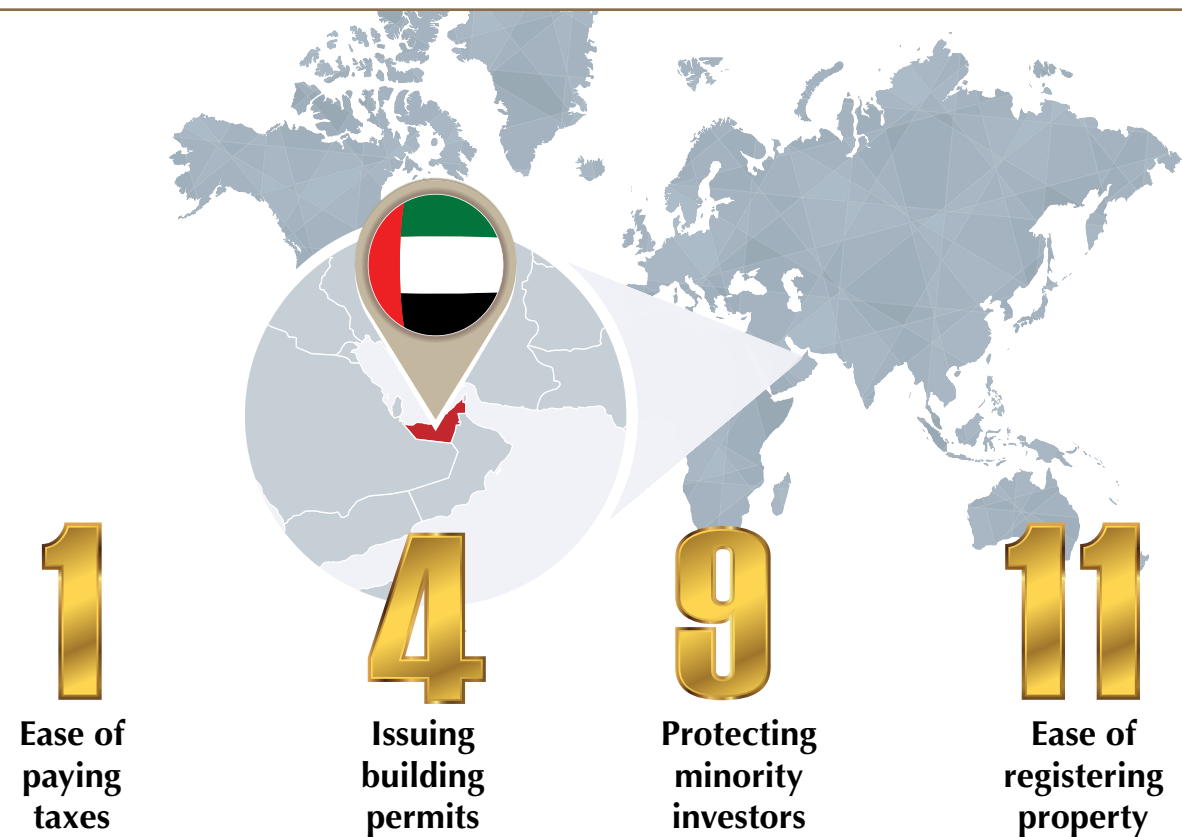 1
Ease of
paying
taxes
4
Issuing
building
permits
9
Protecting
minority
investors
11
Ease of
registering
property